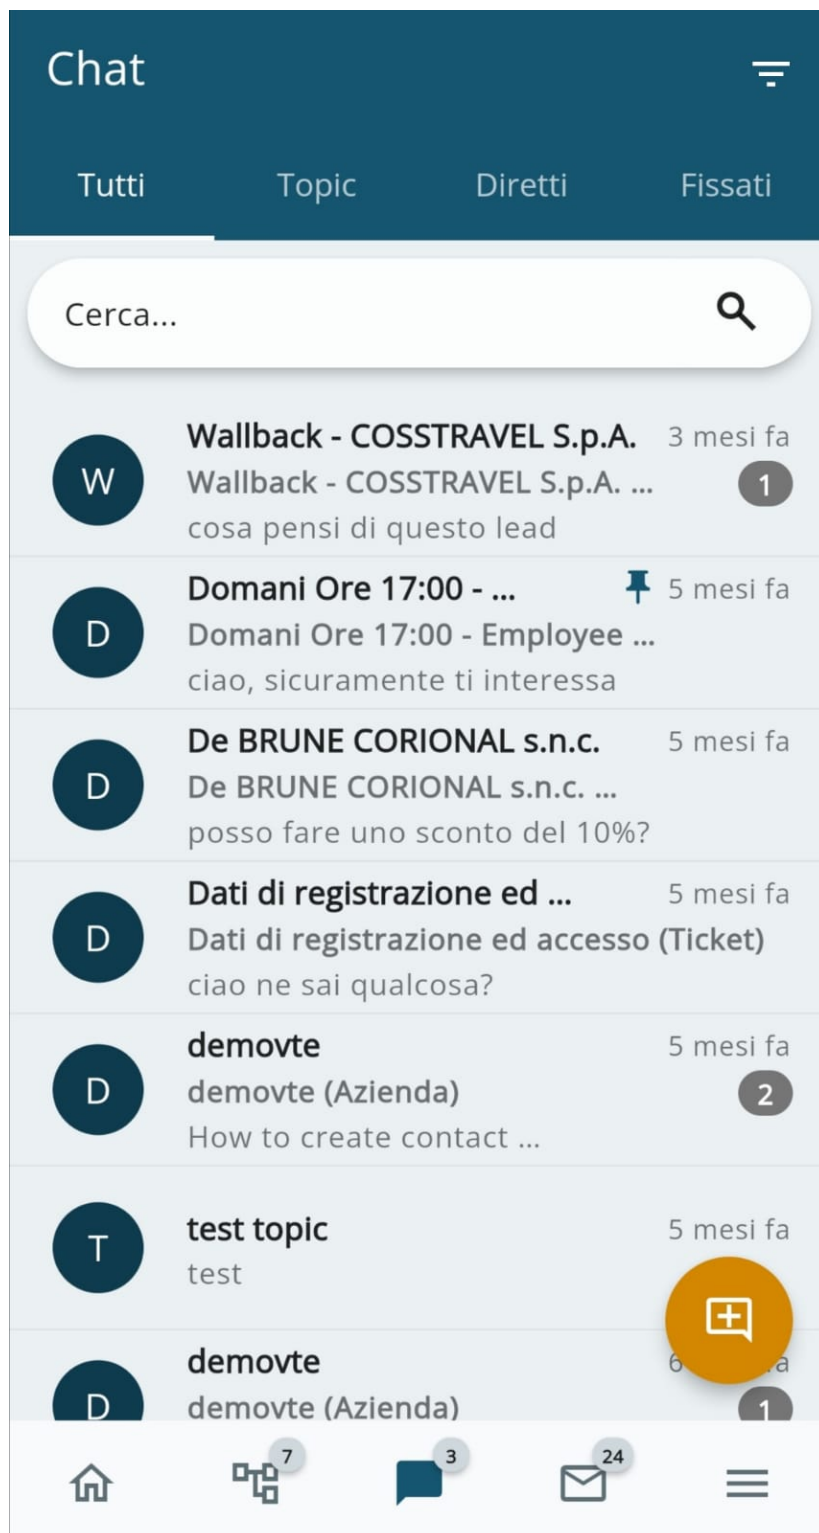 Chat
Tutti Topic Diretti Fissati
Cerca...
W
Wallback - COSSTRAVEL S.p.A. 3 mesi fa
Wallback - COSSTRAVEL S.p.A. ... 1
cosa pensi di questo lead
Domani Ore 17:00 - ... 5 mesi fa
D
Domani Ore 17:00 - Employee ...
ciao, sicuramente ti interessa
De BRUNE CORIONAL s.n.c. 5 mesi fa
D
De BRUNE CORIONAL s.n.c. ...
posso fare uno sconto del 10%?
Dati di registrazione ed ... 5 mesi fa
D
Dati di registrazione ed accesso (Ticket)
ciao ne sai qualcosa?
demovte 5 mesi fa
D
demovte (Azienda) 2
How to create contact ...
test topic 5 mesi fa
T
test
demovte 6 a
D
demovte (Azienda) 1
7 3 24